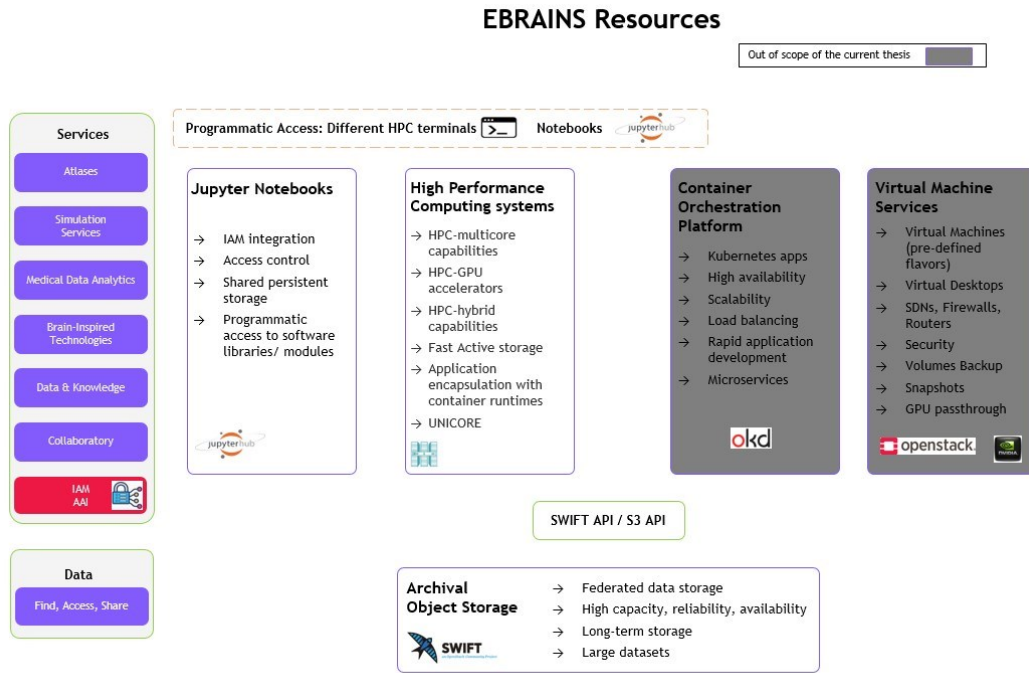 EBRAINS Resources
Out of scope of the current thesis
Services
Atlases
Simulation
Services
Medical Data Analytics
Brain-Inspired
Technologies
Data & Knowledge
Collaboratory
IAM
AAI
Data
Find, Access, Share
Programmatic Access: Different HPC terminals >_ Notebooks jupyterhub
Jupyter Notebooks
→ IAM integration
→ Access control
→ Shared persistent
storage
→ Programmatic
access to software
libraries/ modules
jupyterhub
High Performance
Computing systems
→ HPC-multicore
capabilities
→ HPC-GPU
accelerators
→ HPC-hybrid
capabilities
→ Fast Active storage
→ Application
encapsulation with
container runtimes
→ UNICORE
Container
Orchestration
Platform
→ Kubernetes apps
→ High availability
→ Scalability
→ Load balancing
→ Rapid application
development
→ Microservices
okd
Virtual Machine
Services
→ Virtual Machines
(pre-defined
flavors)
→ Virtual Desktops
→ SDNs, Firewalls,
Routers
→ Security
→ Volumes Backup
→ Snapshots
→ GPU passthrough
openstack.
NVIDIA
SWIFT API / S3 API
Archival
Object Storage
SWIFT
→ Federated data storage
→ High capacity, reliability, availability
→ Long-term storage
→ Large datasets